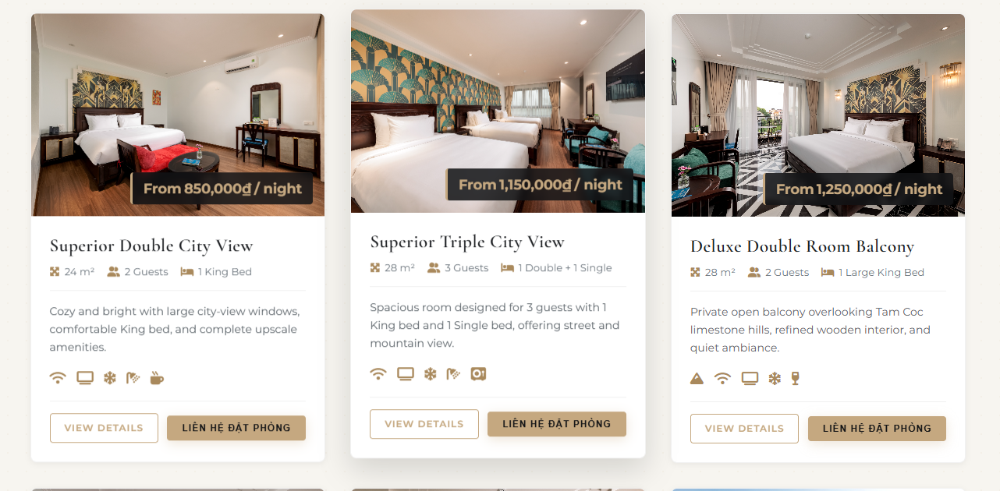 From 850,000₫ / night
Superior Double City View
24 m² 2 Guests 1 King Bed
Cozy and bright with large city-view windows,
comfortable King bed, and complete upscale
amenities.
VIEW DETAILS LIÊN HỆ ĐẶT PHÒNG
From 1,150,000₫ / night
Superior Triple City View
28 m² 3 Guests 1 Double + 1 Single
Spacious room designed for 3 guests with 1
King bed and 1 Single bed, offering street and
mountain view.
VIEW DETAILS LIÊN HỆ ĐẶT PHÒNG
From 1,250,000₫ / night
Deluxe Double Room Balcony
28 m² 2 Guests 1 Large King Bed
Private open balcony overlooking Tam Coc
limestone hills, refined wooden interior, and
quiet ambiance.
VIEW DETAILS LIÊN HỆ ĐẶT PHÒNG